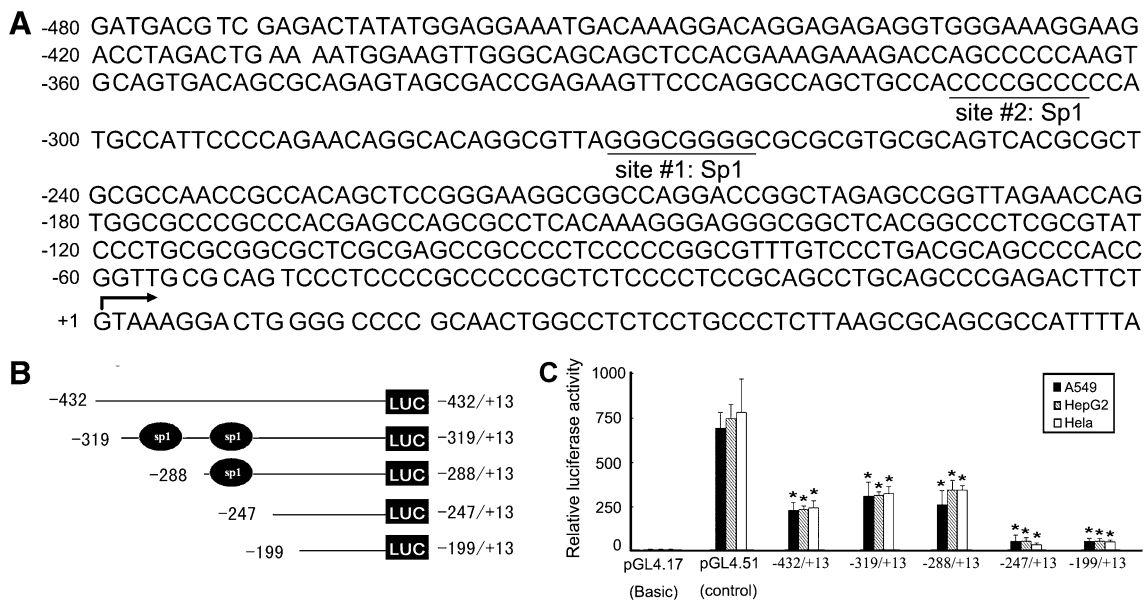 A
-480 GATGACG TC GAGACTATATGGAGGAAATGACAAAGGACAGGAGAGAGGTGGGAAAGGAAG
-420 ACCTAGACTG AA AATGGAAGTTGGGCAGCAGCTCCACGAAAGAAAGACCAGCCCCCAAGT
-360 GCAGTGACAGCGCAGAGTAGCGACCGAGAAGTTCCCAGGCCAGCTGCCACCCCGCCCCCA
site #2: Sp1
-300 TGCCATTCCCCAGAACAGGCACAGGCGTTAGGGCGGGGCGCGCGTGCGCAGTCACGCGCT
site #1: Sp1
-240 GCGCCAACCGCCACAGCTCCGGGAAGGCGGCCAGGACCGGCTAGAGCCGGTTAGAACCAG
-180 TGGCGCCCGCCCACGAGCCAGCGCCTCACAAAGGGAGGGCGGCTCACGGCCCTCGCGTAT
-120 CCCTGCGCGGCGCTCGCGAGCCGCCCCTCCCCCGGCGTTTGTCCCTGACGCAGCCCCACC
-60 GGTTGCG CAG TCCCTCCCCGCCCCCGCTCTCCCCTCCGCAGCCTGCAGCCCGAGACTTCT
+1 GTAAAGGA CTG GGG CCCC GCAACTGGCCTCTCCTGCCCTCTTAAGCGCAGCGCCATTTTA
B
-432 LUC -432/+13
-319 sp1 sp1 LUC -319/+13
-288 sp1 LUC -288/+13
-247 LUC -247/+13
-199 LUC -199/+13
C
Relative luciferase activity
1000
750
500
250
0
A549
HepG2
Hela
* * * * * * * * * * * * * * *
pGL4.17 pGL4.51 -432/+13 -319/+13 -288/+13 -247/+13 -199/+13
(Basic) (control)